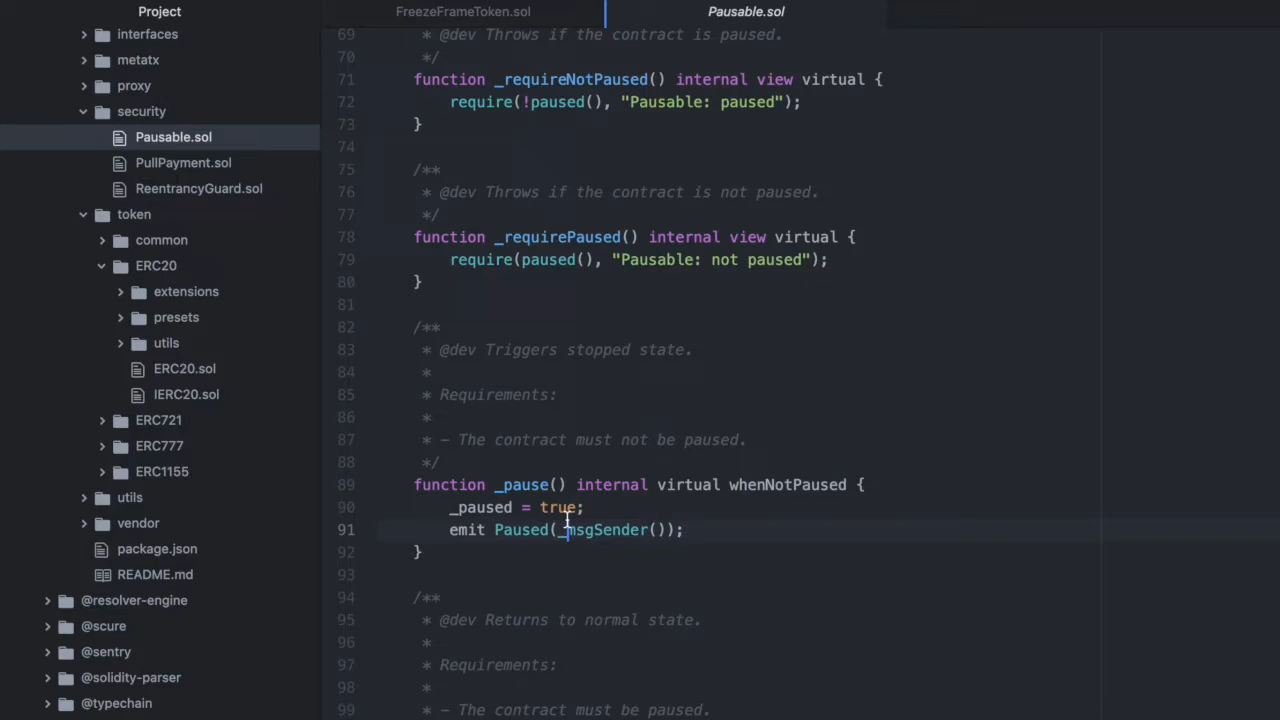 Project
interfaces
metatx
proxy
security
Pausable.sol
PullPayment.sol
ReentrancyGuard.sol
token
common
ERC20
extensions
presets
utils
ERC20.sol
IERC20.sol
ERC721
ERC777
ERC1155
utils
vendor
package.json
README.md
@resolver-engine
@scure
@sentry
@solidity-parser
@typechain
FreezeFrameToken.sol
Pausable.sol
69 * @dev Throws if the contract is paused.
70 */
71 function _requireNotPaused() internal view virtual {
72 require(!paused(), "Pausable: paused");
73 }
74
75 /**
76 * @dev Throws if the contract is not paused.
77 */
78 function _requirePaused() internal view virtual {
79 require(paused(), "Pausable: not paused");
80 }
81
82 /**
83 * @dev Triggers stopped state.
84 *
85 * Requirements:
86 *
87 * - The contract must not be paused.
88 */
89 function _pause() internal virtual whenNotPaused {
90 _paused = true;
91 emit Paused(_msgSender());
92 }
93
94 /**
95 * @dev Returns to normal state.
96 *
97 * Requirements:
98 *
99 * - The contract must be paused.